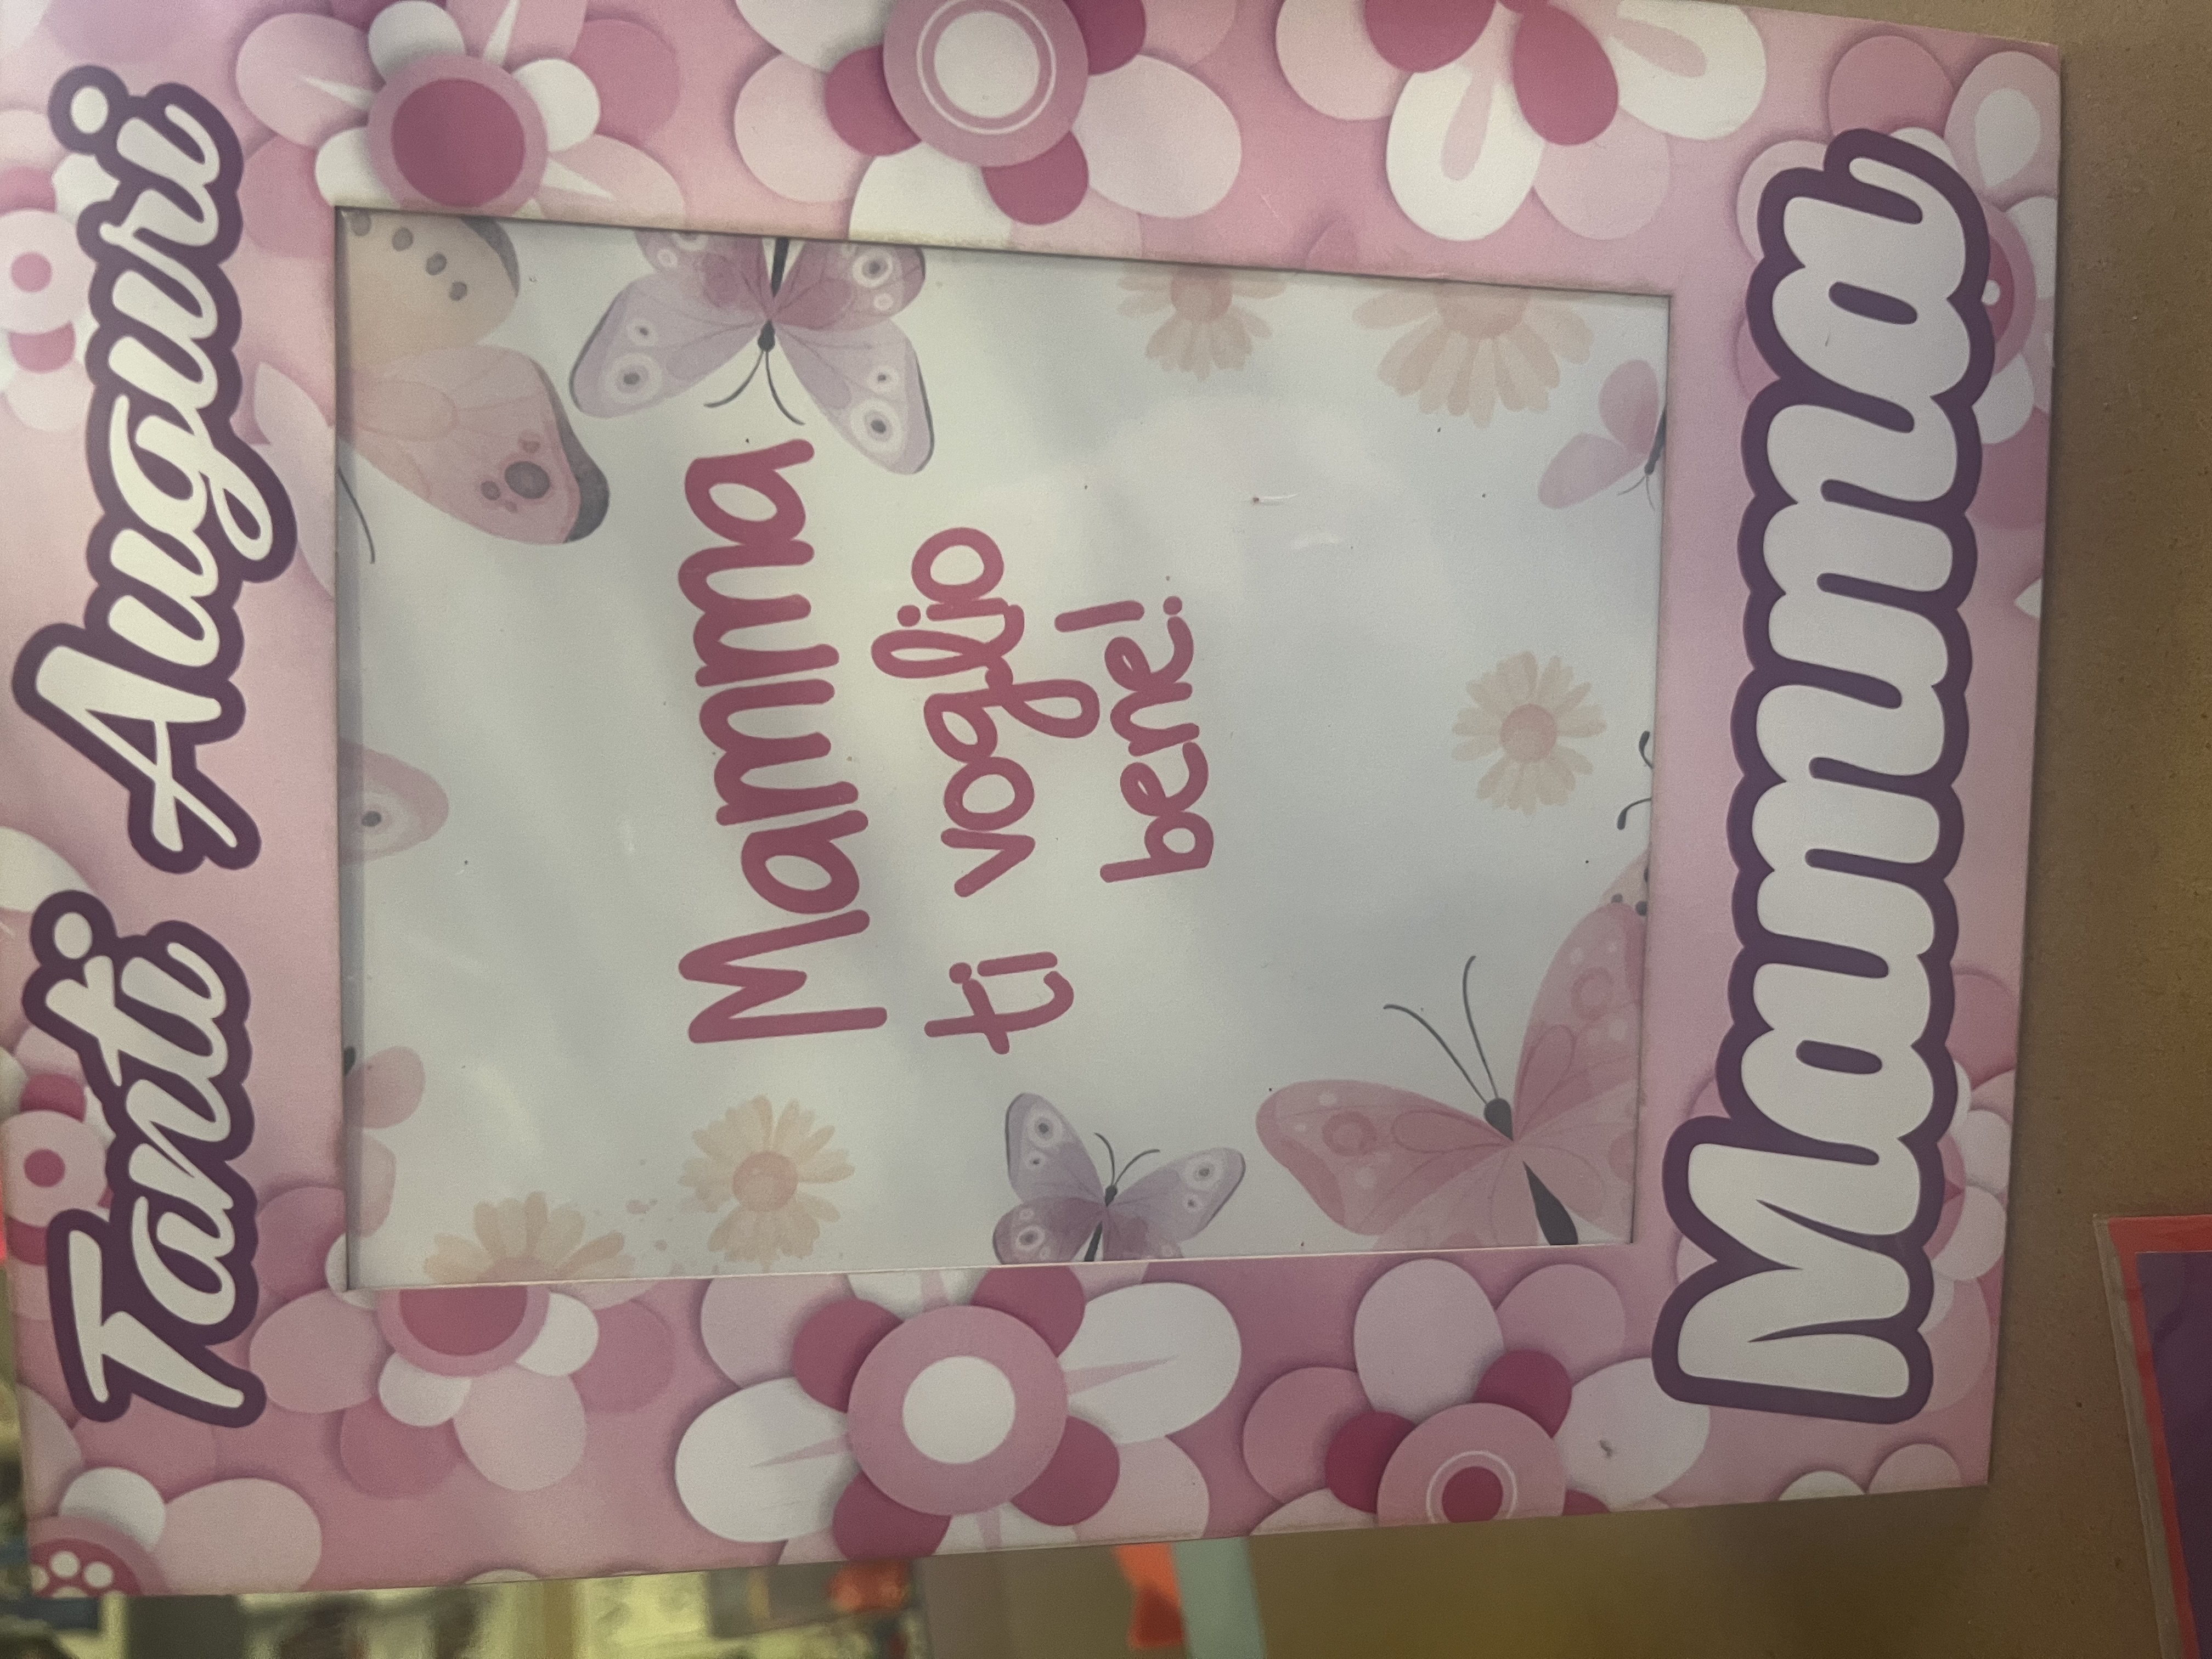 Tanti Auguri
Mamma
ti voglio
bene!
Mamma